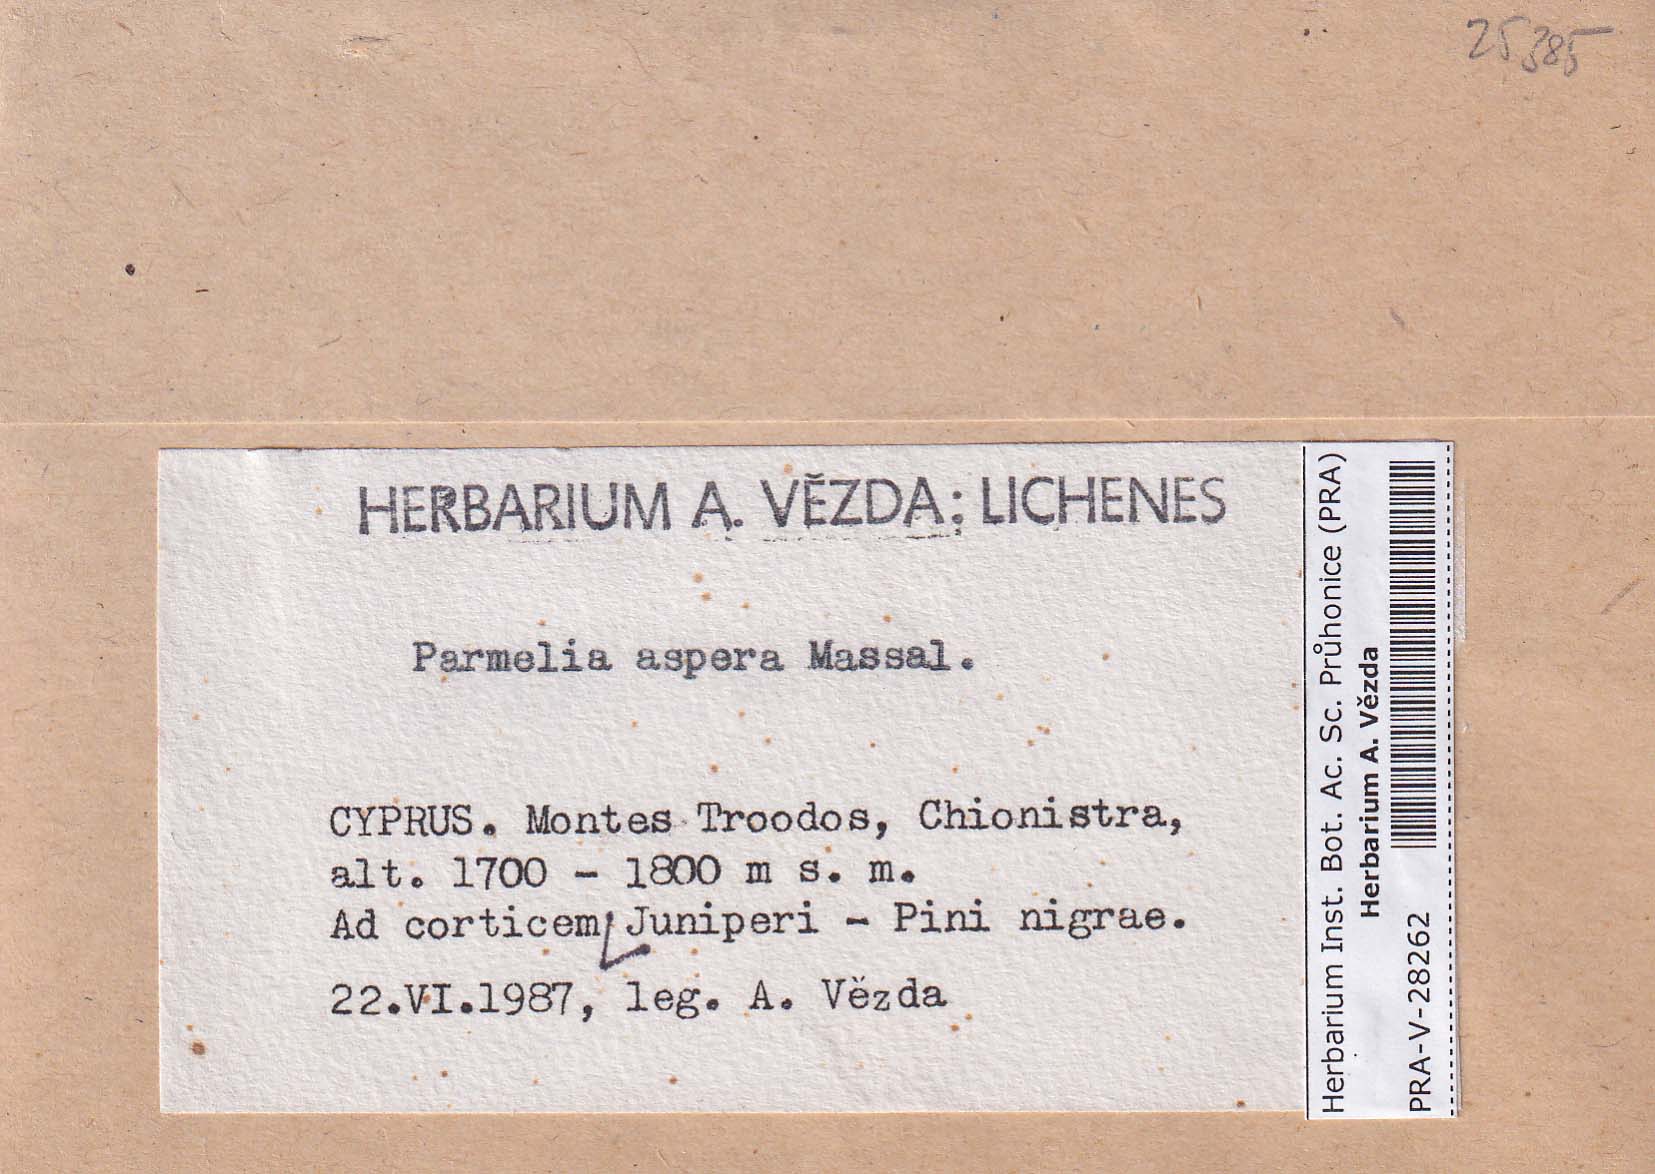 25385
HERBARIUM A. VĚZDA: LICHENES
Parmelia aspera Massal.
CYPRUS. Montes Troodos, Chionistra,
alt. 1700 - 1800 m s. m.
Ad corticem Juniperi - Pini nigrae.
22.VI.1987, leg. A. Vězda
Herbarium Inst. Bot. Ac. Sc. Průhonice (PRA)
Herbarium A. Vězda
PRA-V-28262